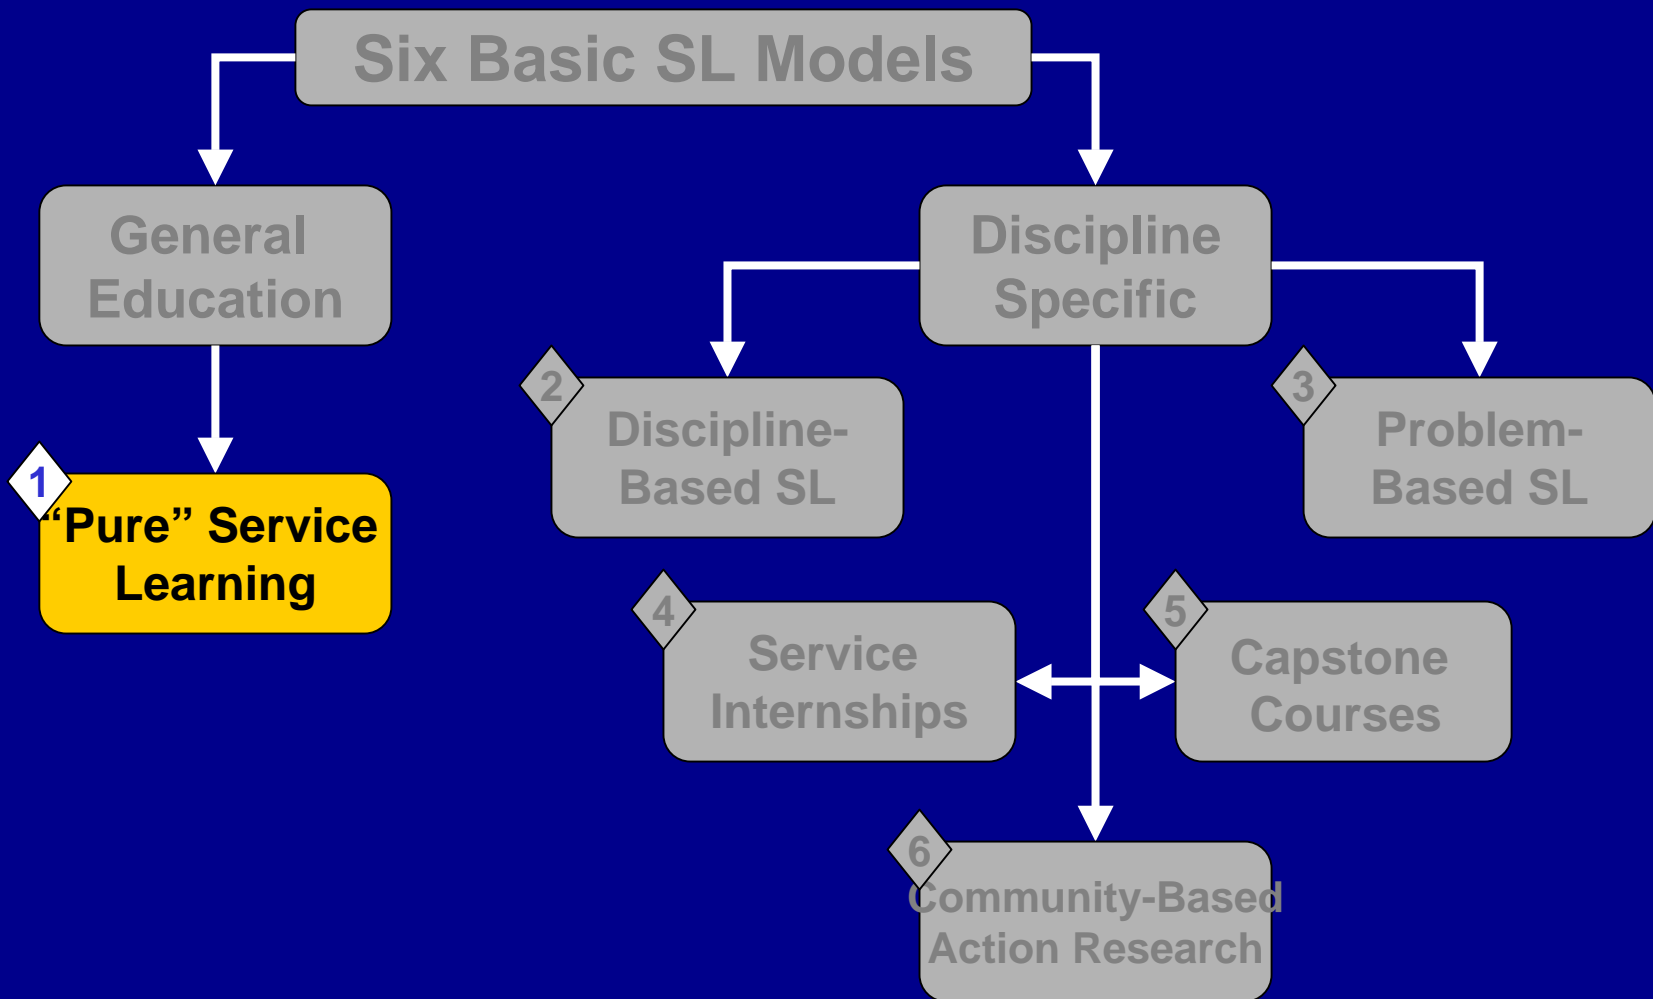 Six Basic SL Models
General
Education
Discipline
Specific
1
“Pure” Service
Learning
2
Discipline-
Based SL
3
Problem-
Based SL
4
Service
Internships
5
Capstone
Courses
6
Community-Based
Action Research